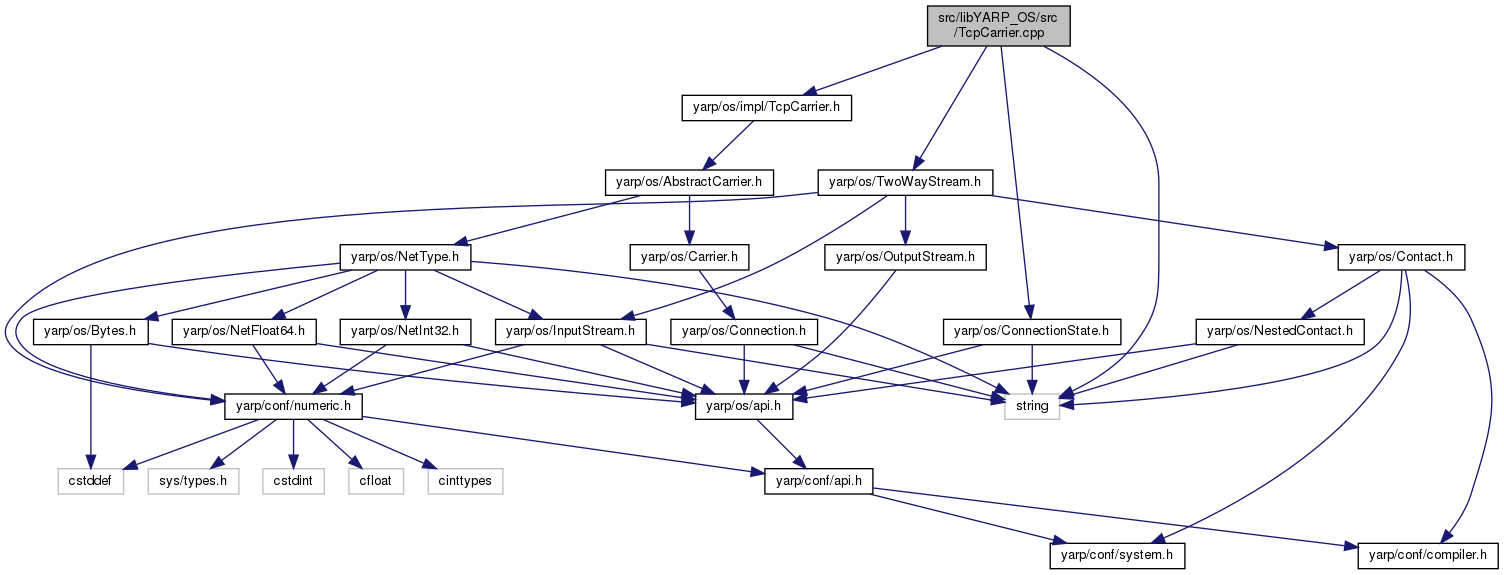 src/libYARP_OS/src
/TcpCarrier.cpp
yarp/os/impl/TcpCarrier.h
yarp/os/AbstractCarrier.h
yarp/os/TwoWayStream.h
yarp/os/NetType.h
yarp/os/Carrier.h
yarp/os/OutputStream.h
yarp/os/Contact.h
yarp/os/Bytes.h
yarp/os/NetFloat64.h
yarp/os/NetInt32.h
yarp/os/InputStream.h
yarp/os/Connection.h
yarp/os/ConnectionState.h
yarp/os/NestedContact.h
yarp/conf/numeric.h
yarp/os/api.h
string
cstddef
sys/types.h
cstdint
cfloat
cinttypes
yarp/conf/api.h
yarp/conf/system.h
yarp/conf/compiler.h